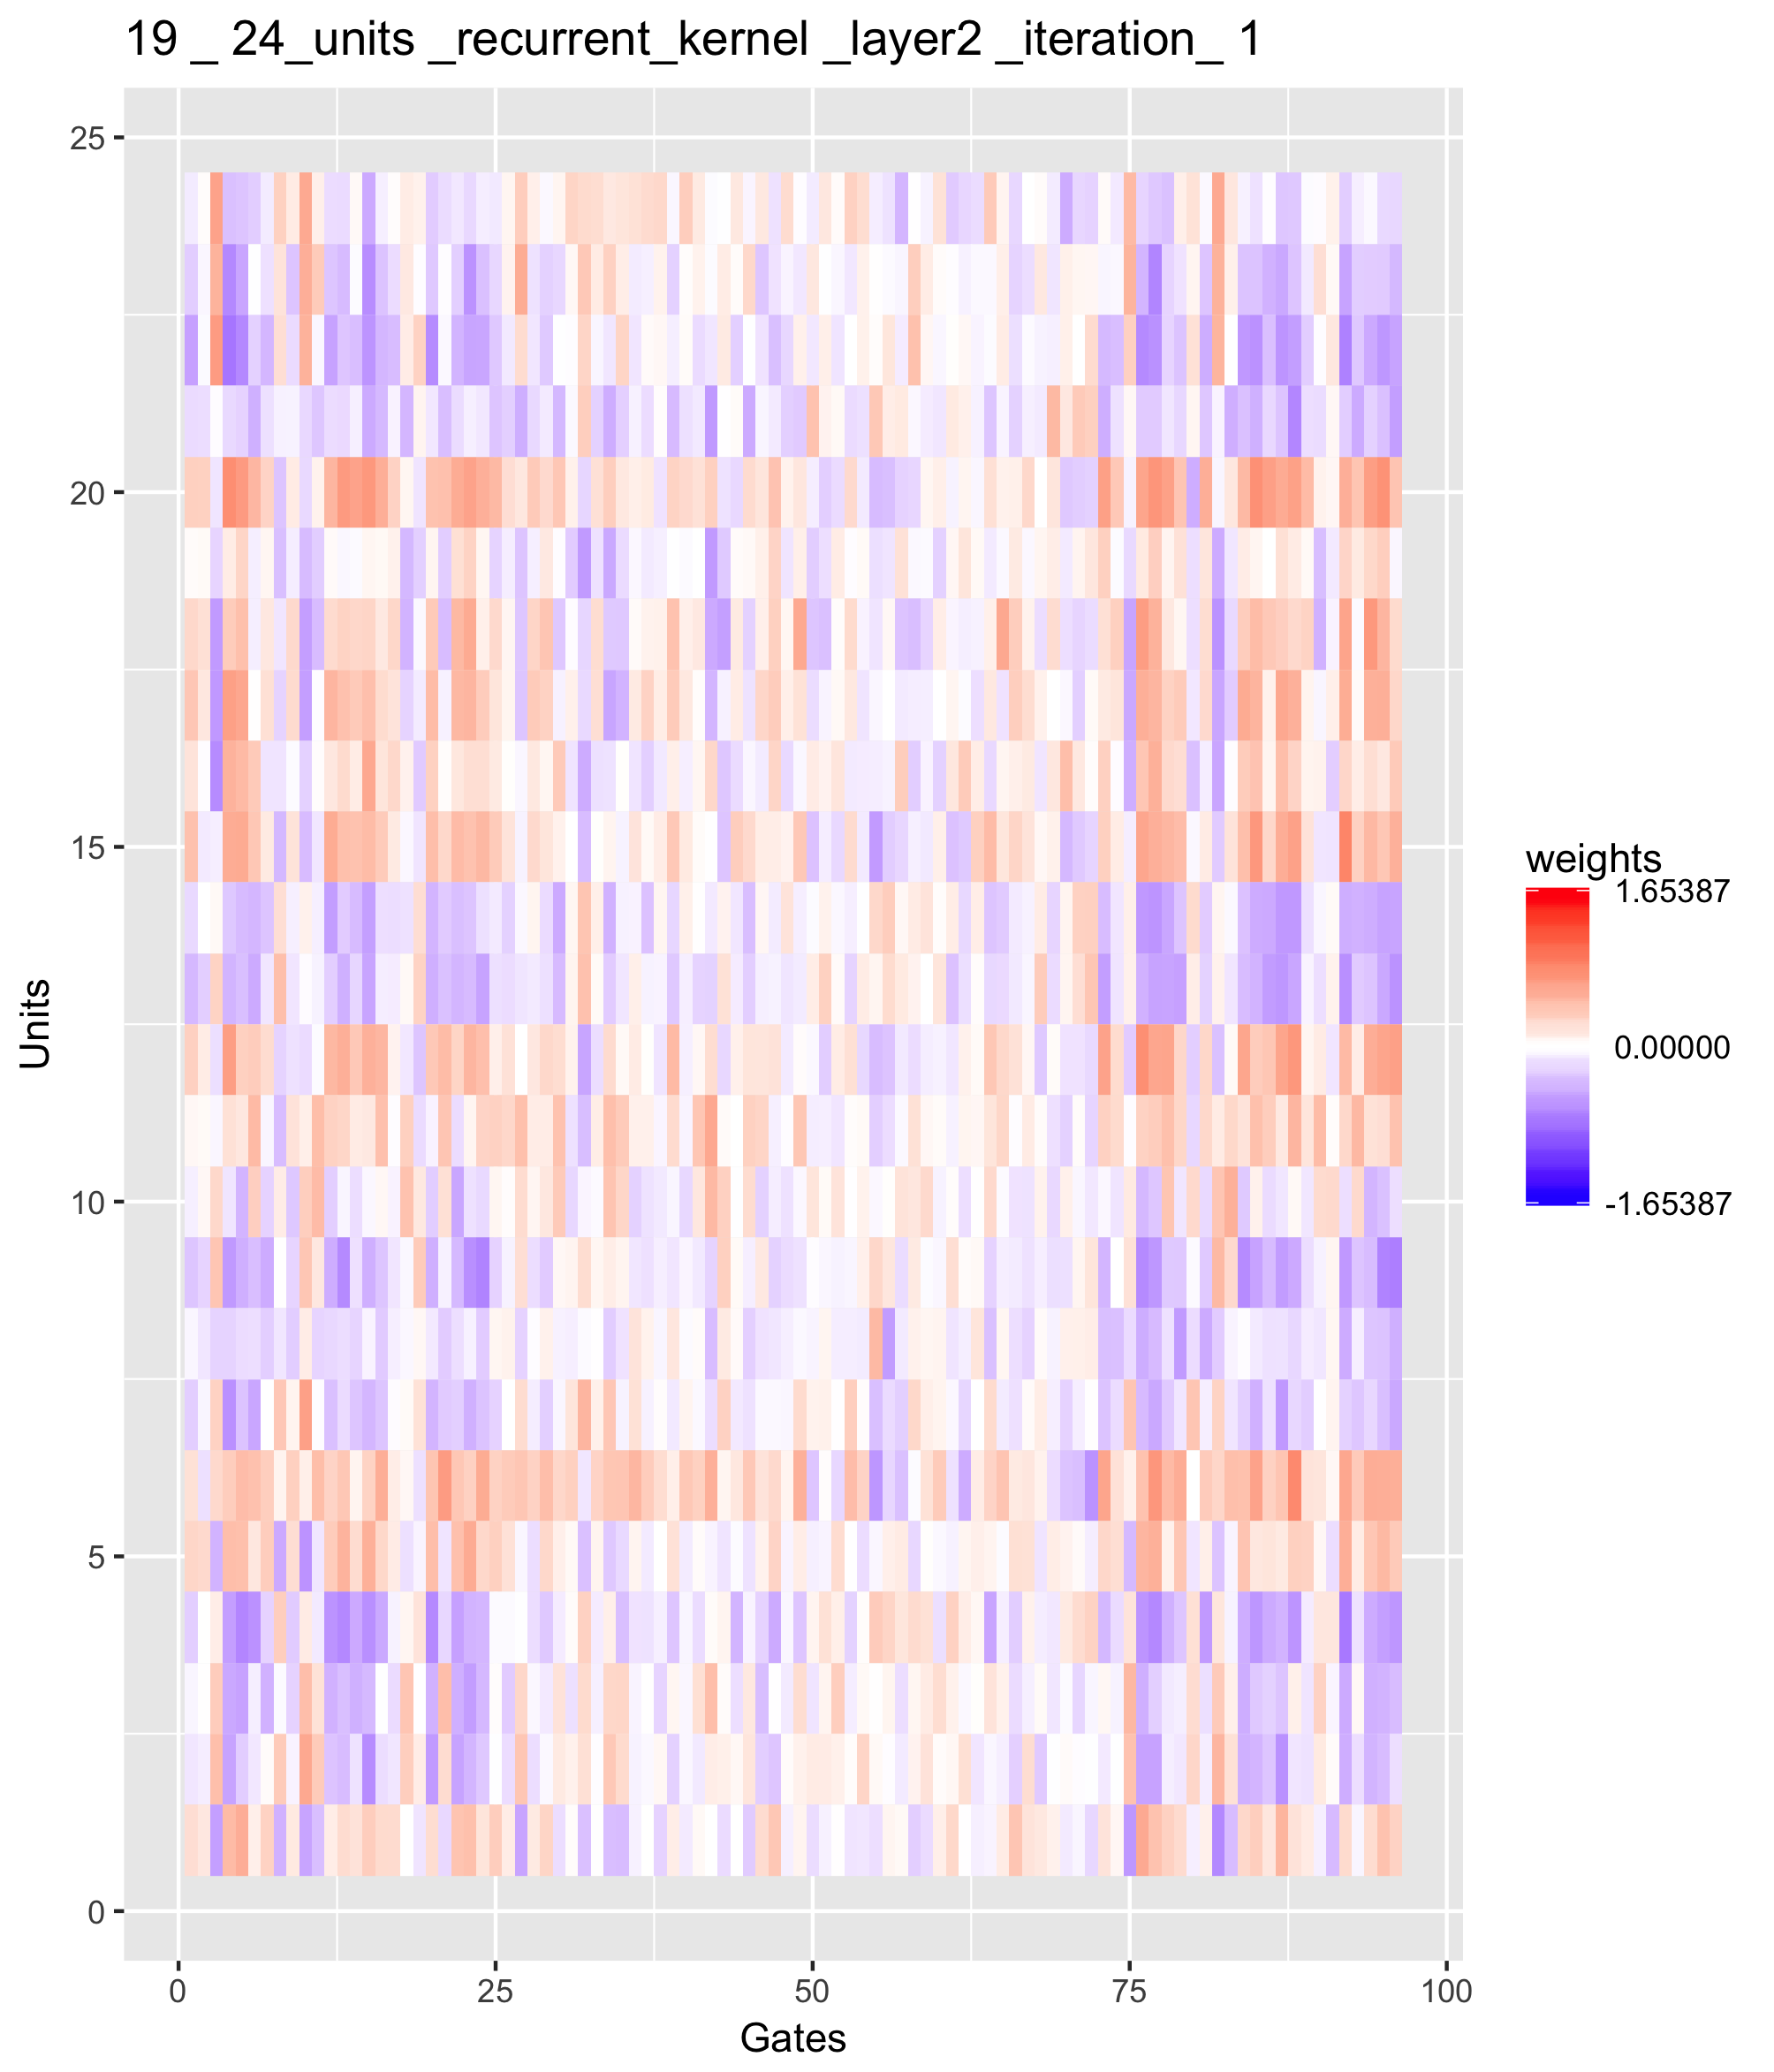 19 _ 24_units _recurrent_kernel _layer2 _iteration_ 1
25
20
15
10
5
0
Units
0 25 50 75 100
Gates
weights
1.65387
0.00000
-1.65387